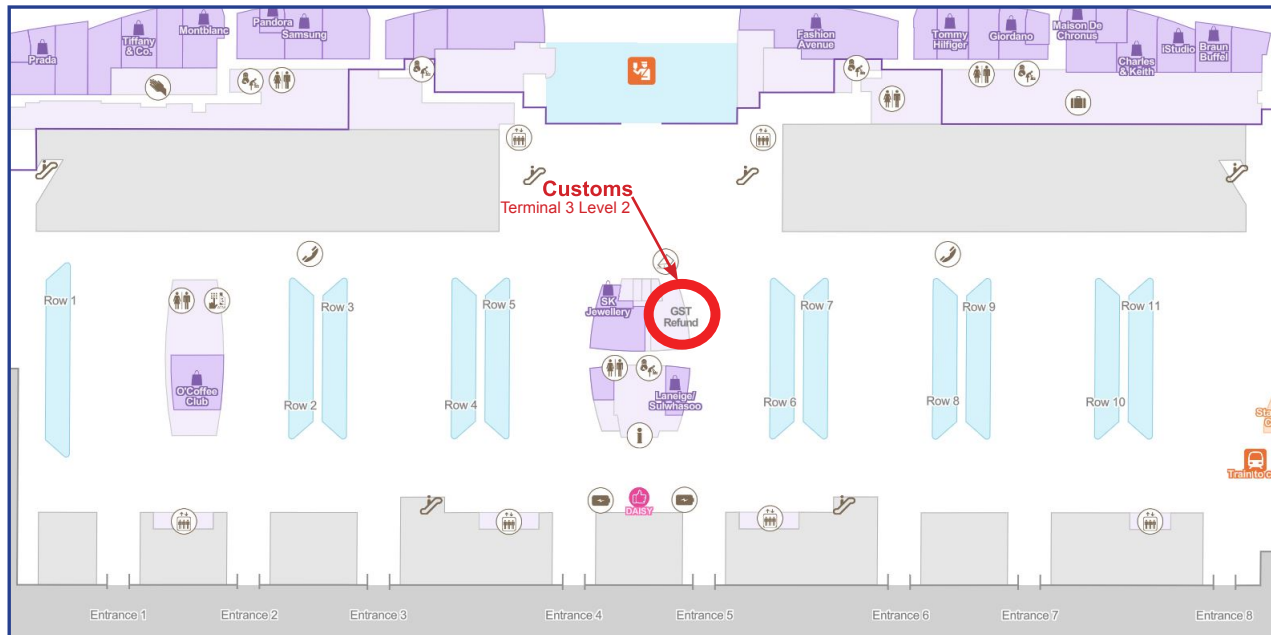 Prada
Tiffany
& Co.
Montblanc
Pandora
Samsung
Fashion
Avenue
Tommy
Hilfiger
Giordano
Maison De
Chronus
Charles
& Keith
iStudio
Braun
Buffel
Customs
Terminal 3 Level 2
Row 1
Row 2
Row 3
Row 4
Row 5
SK
Jewellery
GST
Refund
Row 6
Row 7
Row 8
Row 9
Row 10
Row 11
O'Coffee
Club
Laneige/
Sulwhasoo
DAISY
Train to c
Entrance 1
Entrance 2
Entrance 3
Entrance 4
Entrance 5
Entrance 6
Entrance 7
Entrance 8